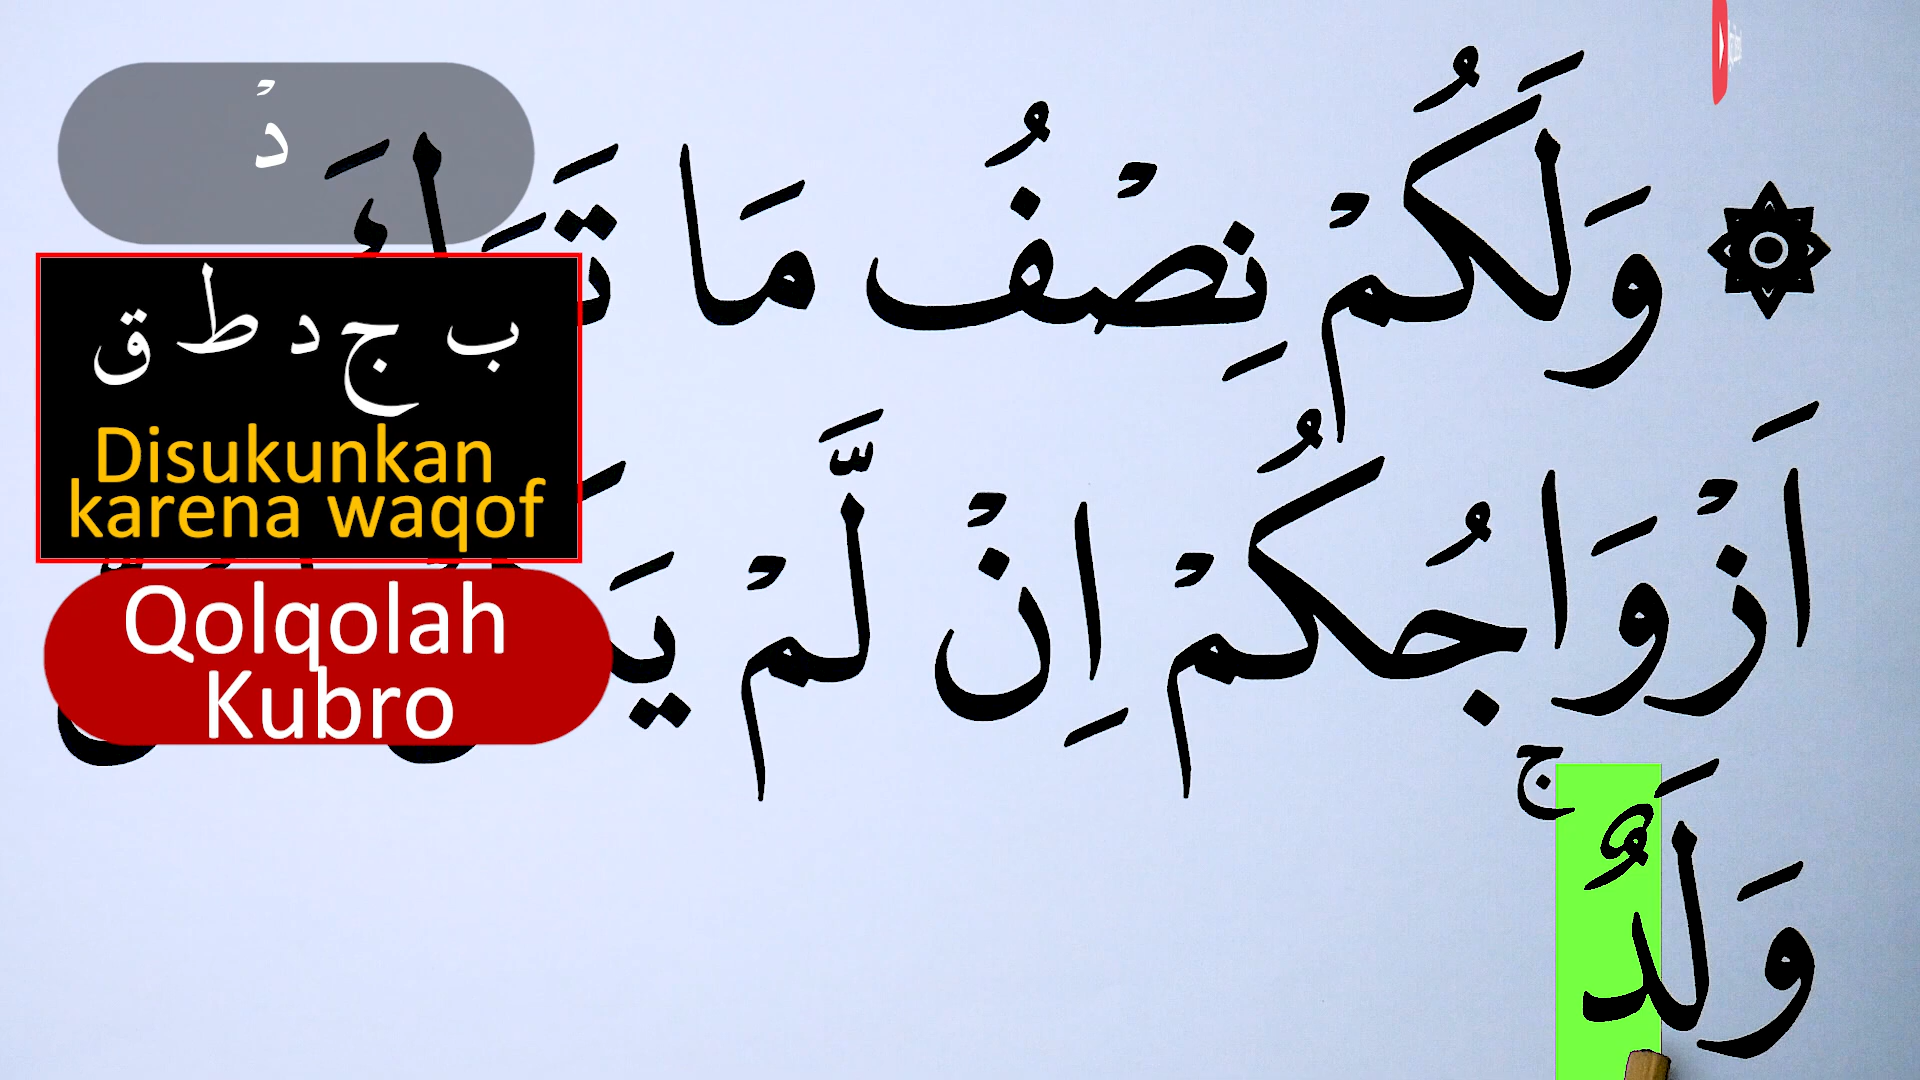 دْ
ب ج د ط ق
Disukunkan
karena waqof
Qolqolah
Kubro
۞ وَلَكُمْ نِصْفُ مَا
اَزْوَاجُكُمْ اِنْ لَّمْ
وَلَدٌ ۚ